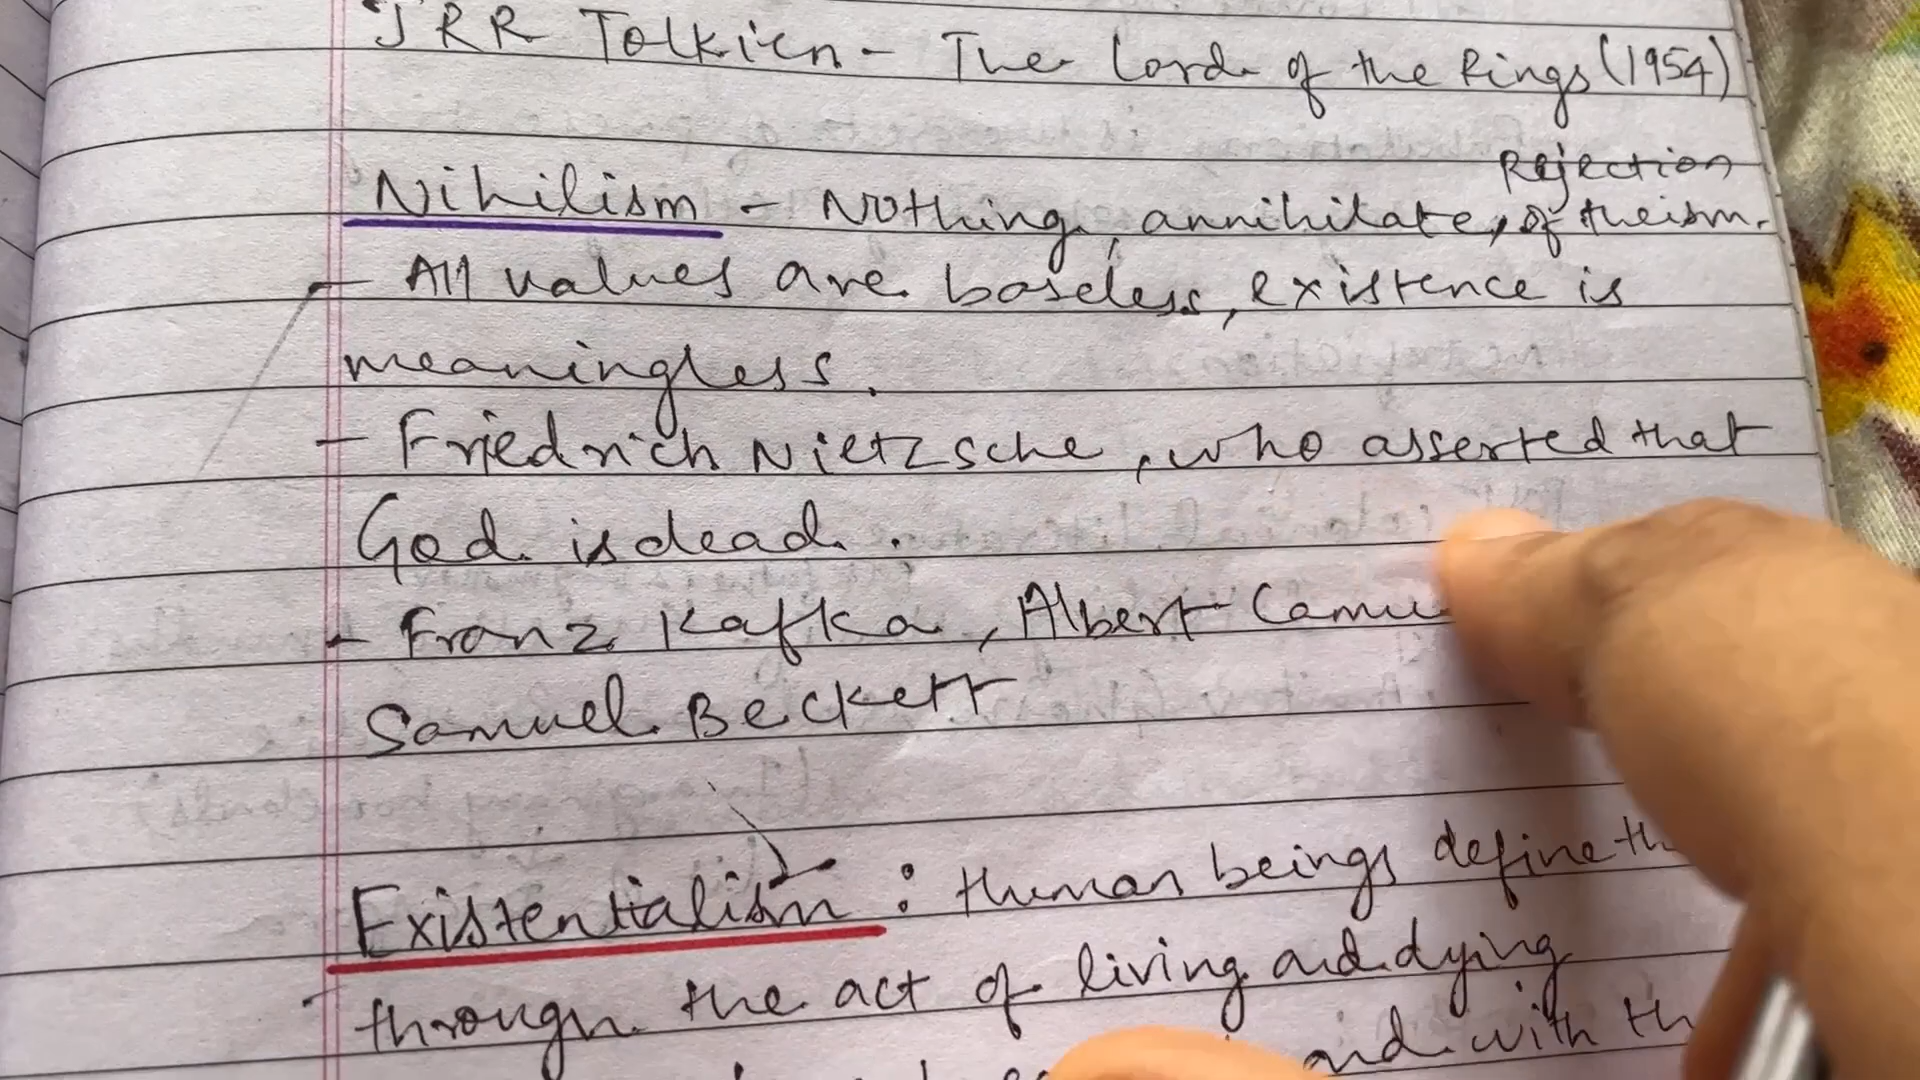 JRR Tolkien - The Lord of the Rings (1954)
Rejection
Nihilism - Nothing, annihilate, of theism.
- All values are baseless, existence is
meaningless.
- Friedrich Nietzsche, who asserted that
God is dead.
- Franz Kafka, Albert Camu
Samuel Beckett
Existentialism : Human beings define th
through the act of living and dying
and with th